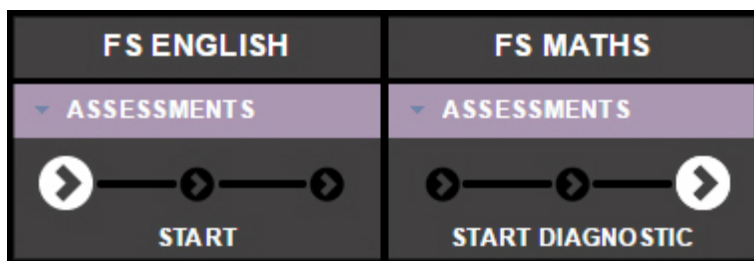 FS ENGLISH
ASSESSMENTS
START
FS MATHS
ASSESSMENTS
START DIAGNOSTIC